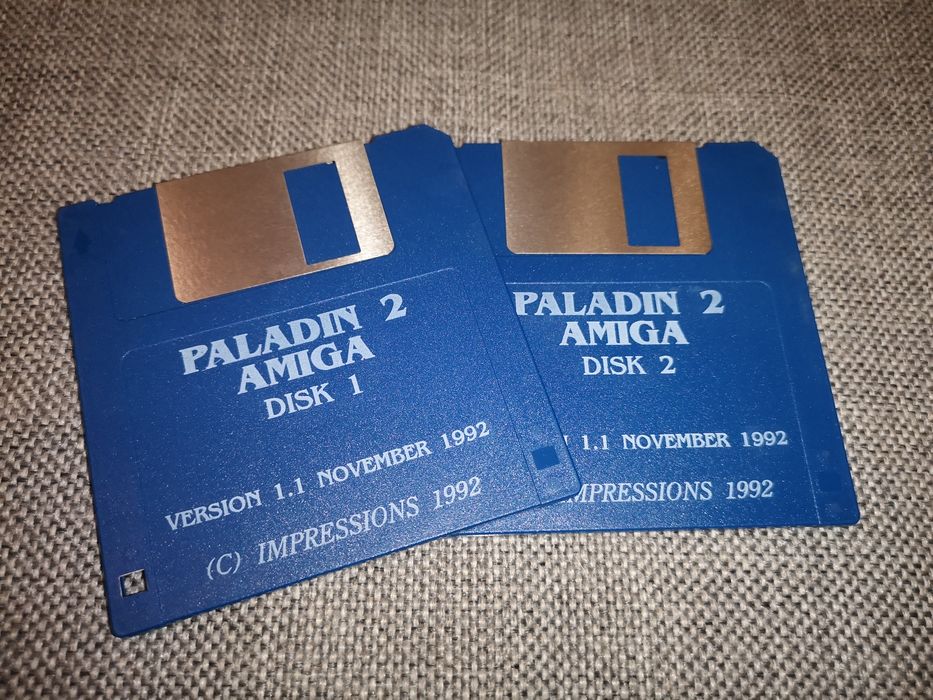 PALADIN 2
AMIGA
DISK 1
VERSION 1.1 NOVEMBER 1992
(C) IMPRESSIONS 1992
PALADIN 2
AMIGA
DISK 2
1.1 NOVEMBER 1992
MPRESSIONS 1992